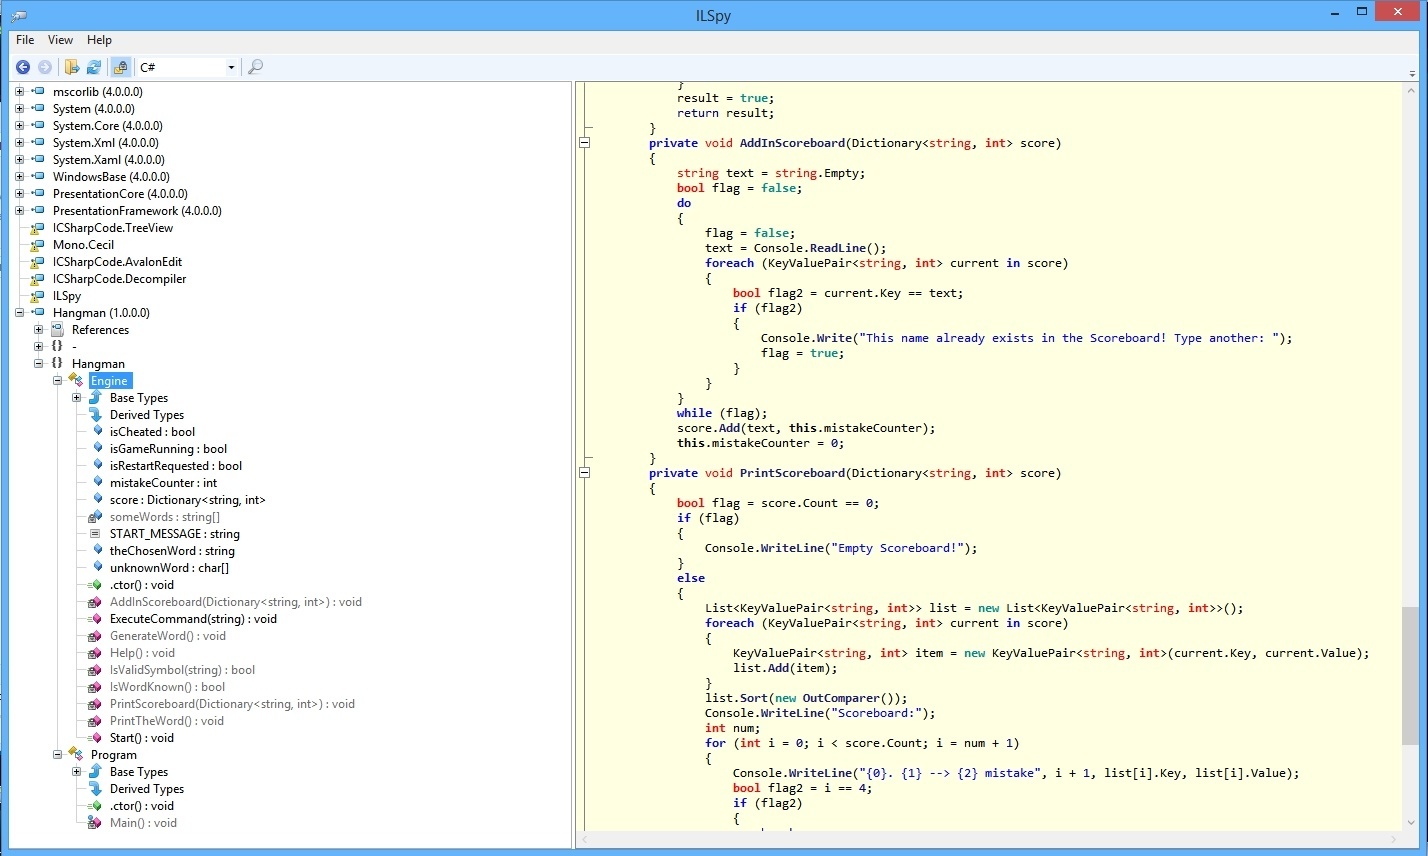 ILSpy
File View Help
C#
mscorlib (4.0.0.0)
System (4.0.0.0)
System.Core (4.0.0.0)
System.Xml (4.0.0.0)
System.Xaml (4.0.0.0)
WindowsBase (4.0.0.0)
PresentationCore (4.0.0.0)
PresentationFramework (4.0.0.0)
ICSharpCode.TreeView
Mono.Cecil
ICSharpCode.AvalonEdit
ICSharpCode.Decompiler
ILSpy
Hangman (1.0.0.0)
References
{} -
{} Hangman
Engine
Base Types
Derived Types
isCheated : bool
isGameRunning : bool
isRestartRequested : bool
mistakeCounter : int
score : Dictionary<string, int>
someWords : string[]
START_MESSAGE : string
theChosenWord : string
unknownWord : char[]
.ctor() : void
AddInScoreboard(Dictionary<string, int>) : void
ExecuteCommand(string) : void
GenerateWord() : void
Help() : void
IsValidSymbol(string) : bool
IsWordKnown() : bool
PrintScoreboard(Dictionary<string, int>) : void
PrintTheWord() : void
Start() : void
Program
Base Types
Derived Types
.ctor() : void
Main() : void
}
result = true;
return result;
}
private void AddInScoreboard(Dictionary<string, int> score)
{
string text = string.Empty;
bool flag = false;
do
{
flag = false;
text = Console.ReadLine();
foreach (KeyValuePair<string, int> current in score)
{
bool flag2 = current.Key == text;
if (flag2)
{
Console.Write("This name already exists in the Scoreboard! Type another: ");
flag = true;
}
}
}
while (flag);
score.Add(text, this.mistakeCounter);
this.mistakeCounter = 0;
}
private void PrintScoreboard(Dictionary<string, int> score)
{
bool flag = score.Count == 0;
if (flag)
{
Console.WriteLine("Empty Scoreboard!");
}
else
{
List<KeyValuePair<string, int>> list = new List<KeyValuePair<string, int>>();
foreach (KeyValuePair<string, int> current in score)
{
KeyValuePair<string, int> item = new KeyValuePair<string, int>(current.Key, current.Value);
list.Add(item);
}
list.Sort(new OutComparer());
Console.WriteLine("Scoreboard:");
int num;
for (int i = 0; i < score.Count; i = num + 1)
{
Console.WriteLine("{0}. {1} --> {2} mistake", i + 1, list[i].Key, list[i].Value);
bool flag2 = i == 4;
if (flag2)
{